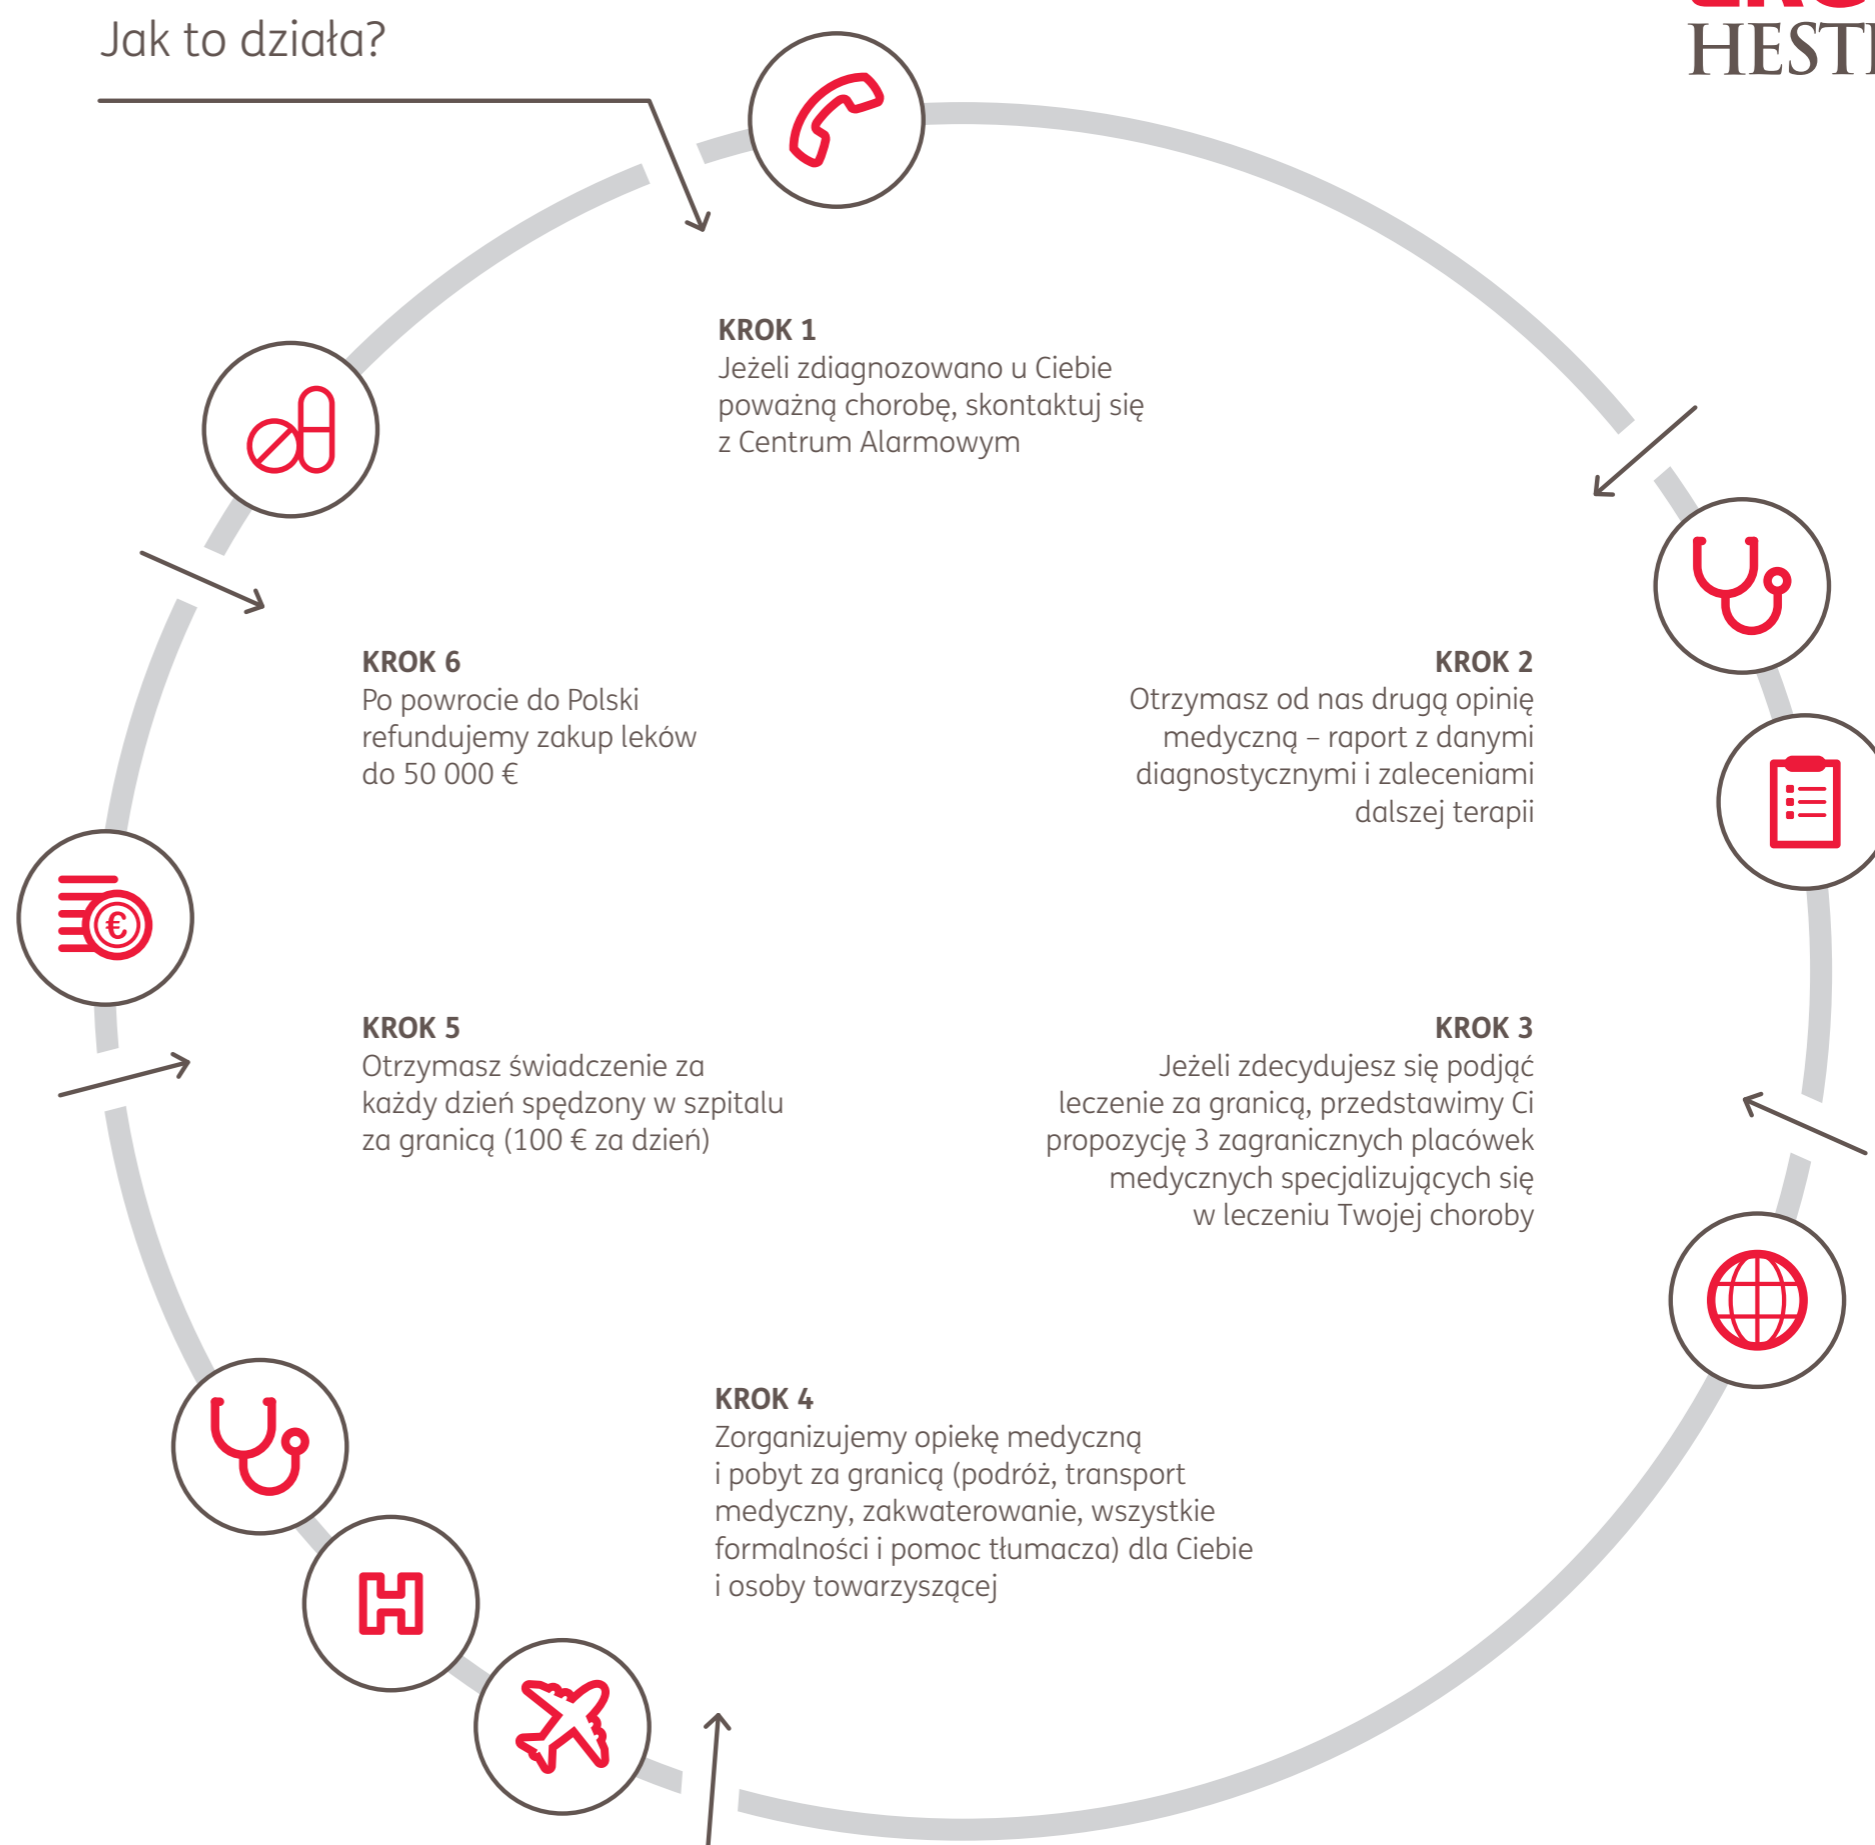 Jak to działa?
KROK 1
Jeżeli zdiagnozowano u Ciebie
poważną chorobę, skontaktuj się
z Centrum Alarmowym
KROK 2
Otrzymasz od nas drugą opinię
medyczną – raport z danymi
diagnostycznymi i zaleceniami
dalszej terapii
KROK 3
Jeżeli zdecydujesz się podjąć
leczenie za granicą, przedstawimy Ci
propozycję 3 zagranicznych placówek
medycznych specjalizujących się
w leczeniu Twojej choroby
KROK 4
Zorganizujemy opiekę medyczną
i pobyt za granicą (podróż, transport
medyczny, zakwaterowanie, wszystkie
formalności i pomoc tłumacza) dla Ciebie
i osoby towarzyszącej
KROK 5
Otrzymasz świadczenie za
każdy dzień spędzony w szpitalu
za granicą (100 € za dzień)
KROK 6
Po powrocie do Polski
refundujemy zakup leków
do 50 000 €
€
H